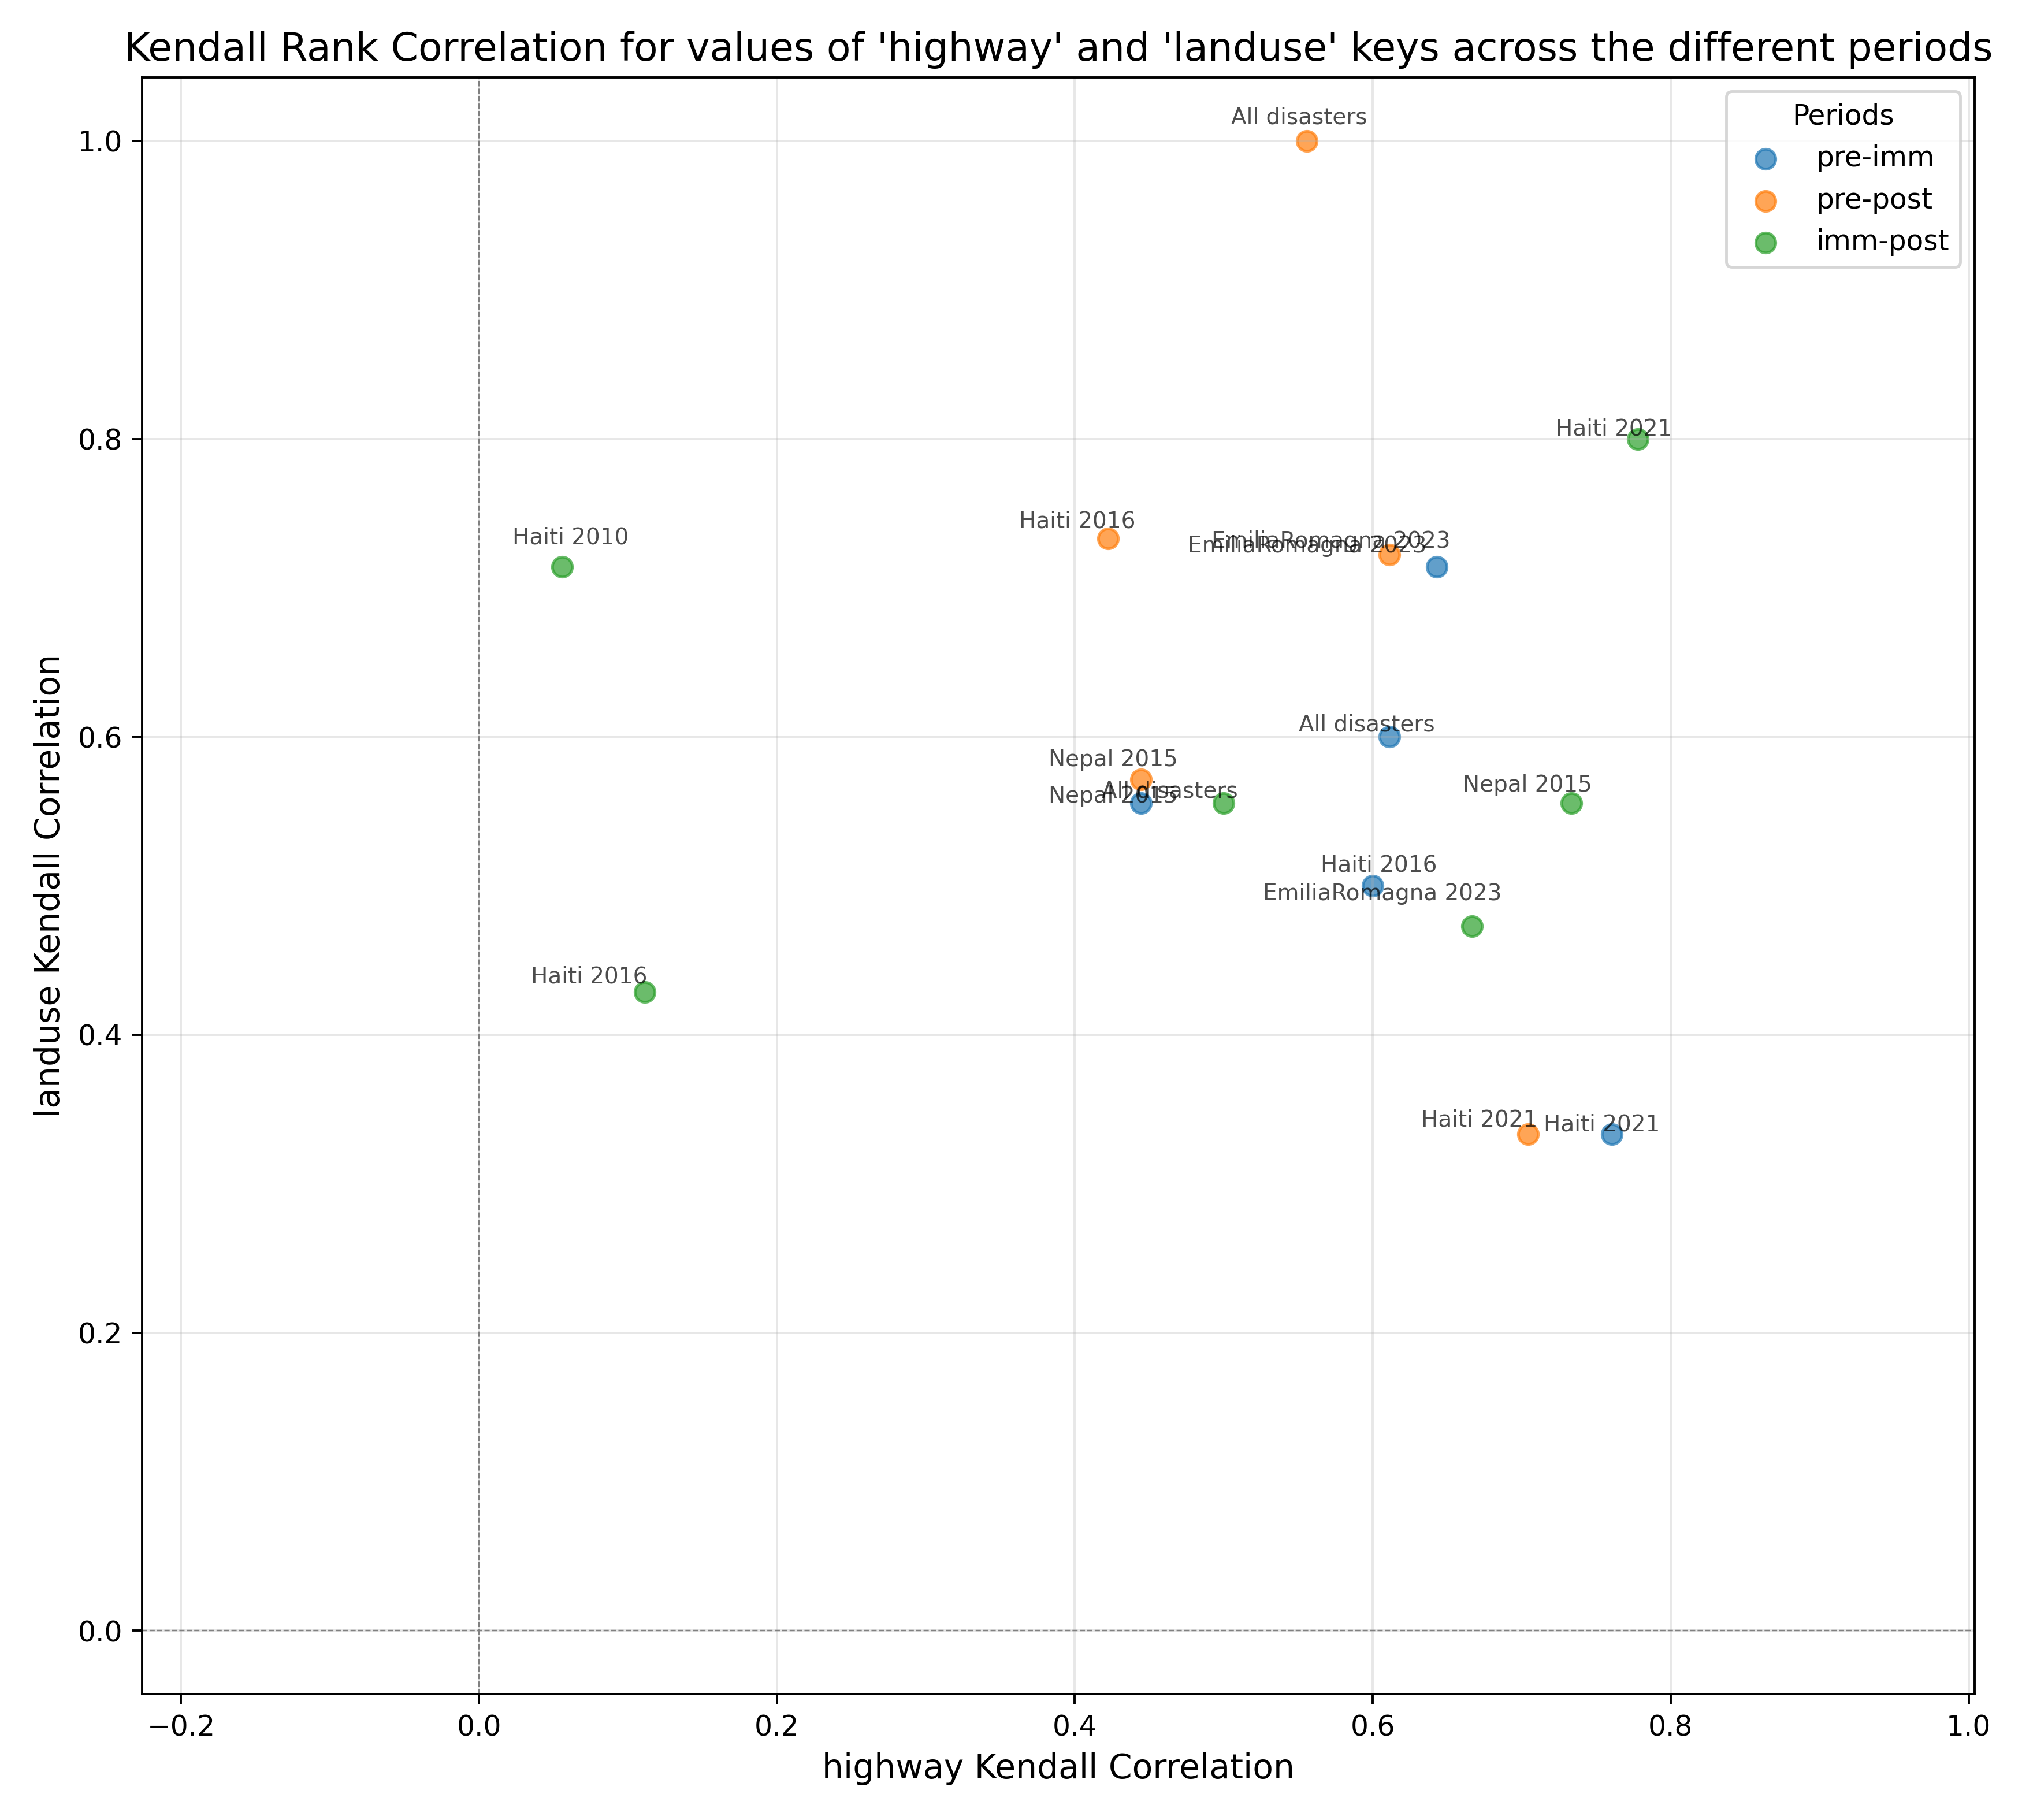 Kendall Rank Correlation for values of 'highway' and 'landuse' keys across the different periods
All disasters
Periods
pre-imm
pre-post
imm-post
1.0
0.8
0.6
0.4
0.2
0.0
landuse Kendall Correlation
Haiti 2021
Haiti 2016
Haiti 2010
EmiliaRomagna 2023
EmiliaRomagna 2023
All disasters
Nepal 2015
Nepal 2015
All disasters
Nepal 2015
Haiti 2016
EmiliaRomagna 2023
Haiti 2016
Haiti 2021
Haiti 2021
−0.2
0.0
0.2
0.4
0.6
0.8
1.0
highway Kendall Correlation